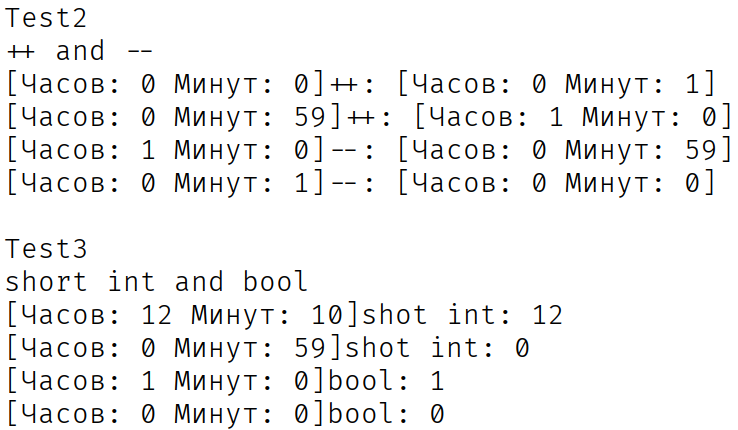 Test2
++ and --
[Часов: 0 Минут: 0]++: [Часов: 0 Минут: 1]
[Часов: 0 Минут: 59]++: [Часов: 1 Минут: 0]
[Часов: 1 Минут: 0]--: [Часов: 0 Минут: 59]
[Часов: 0 Минут: 1]--: [Часов: 0 Минут: 0]
Test3
short int and bool
[Часов: 12 Минут: 10]shot int: 12
[Часов: 0 Минут: 59]shot int: 0
[Часов: 1 Минут: 0]bool: 1
[Часов: 0 Минут: 0]bool: 0